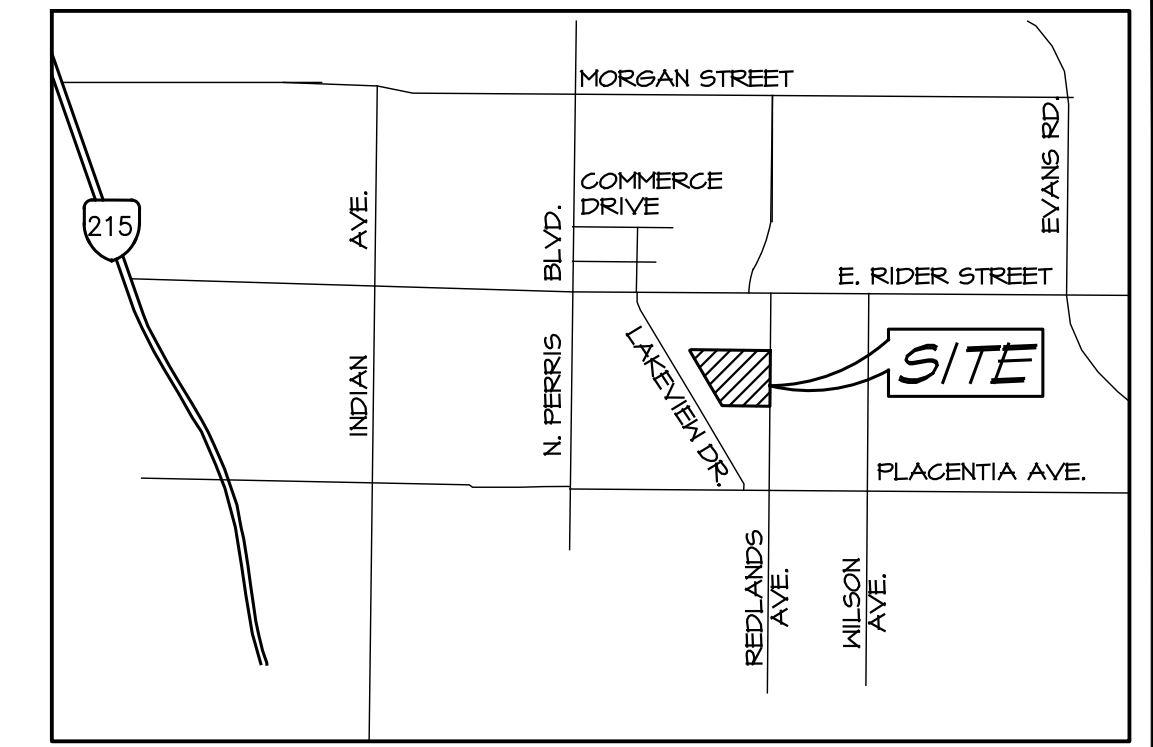 MORGAN STREET
EVANS RD.
COMMERCE
DRIVE
215
AVE.
BLVD.
E. RIDER STREET
SITE
INDIAN
N. PERRIS
LAKEVIEW DR.
PLACENTIA AVE.
REDLANDS
AVE.
WILSON
AVE.